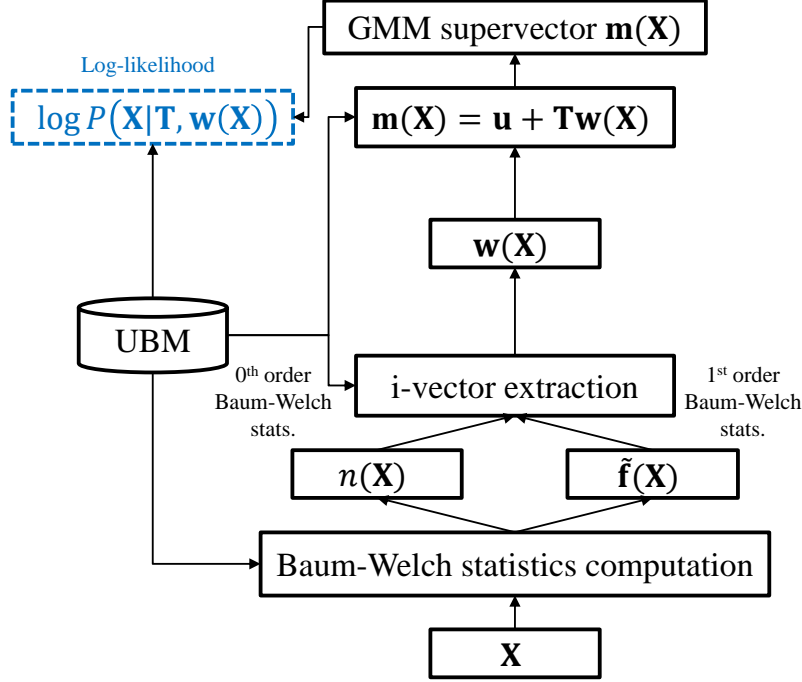 GMM supervector 𝐦(𝐗)
Log-likelihood
log 𝑃(𝐗|𝐓, 𝐰(𝐗))
𝐦(𝐗) = 𝐮 + 𝐓𝐰(𝐗)
𝐰(𝐗)
UBM
0th order
Baum-Welch
stats.
i-vector extraction
1st order
Baum-Welch
stats.
𝑛(𝐗)
𝐟̃(𝐗)
Baum-Welch statistics computation
𝐗